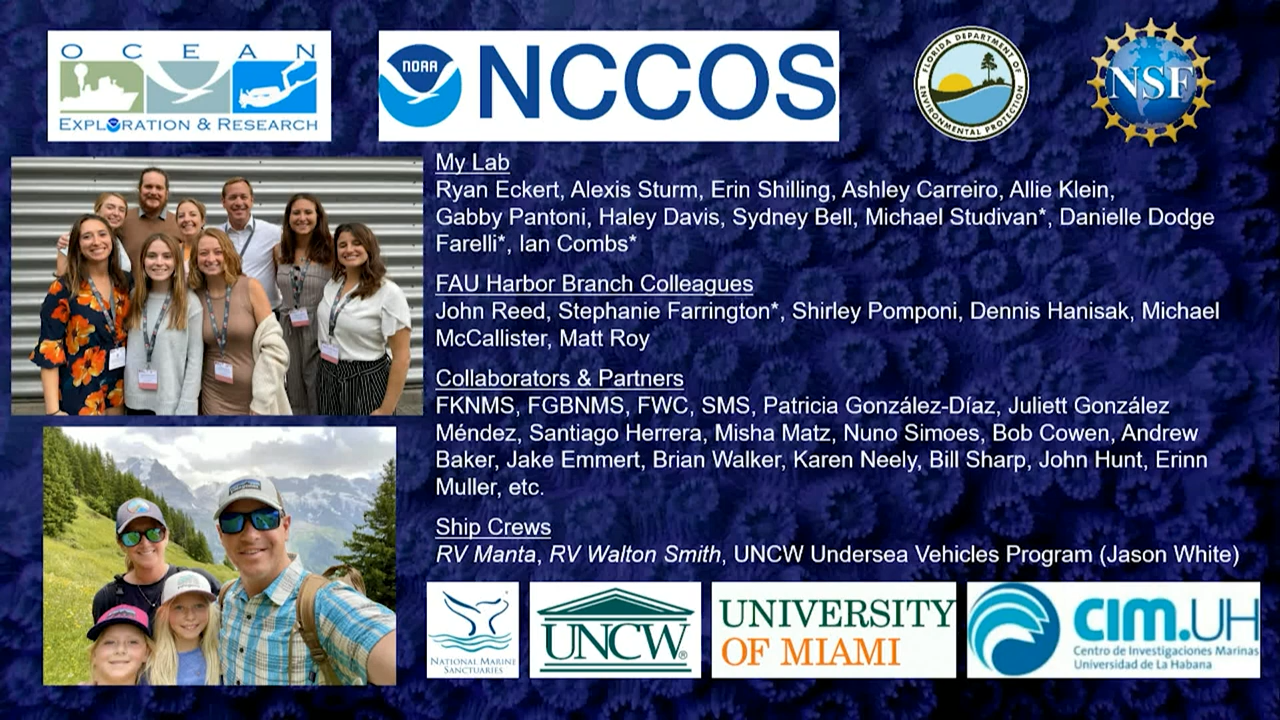 OCEAN
EXPLORATION & RESEARCH
NOAA
NCCOS
FLORIDA DEPARTMENT OF
ENVIRONMENTAL PROTECTION
NSF
My Lab
Ryan Eckert, Alexis Sturm, Erin Shilling, Ashley Carreiro, Allie Klein,
Gabby Pantoni, Haley Davis, Sydney Bell, Michael Studivan*, Danielle Dodge
Farelli*, Ian Combs*
FAU Harbor Branch Colleagues
John Reed, Stephanie Farrington*, Shirley Pomponi, Dennis Hanisak, Michael
McCallister, Matt Roy
Collaborators & Partners
FKNMS, FGBNMS, FWC, SMS, Patricia González-Díaz, Juliett González
Méndez, Santiago Herrera, Misha Matz, Nuno Simoes, Bob Cowen, Andrew
Baker, Jake Emmert, Brian Walker, Karen Neely, Bill Sharp, John Hunt, Erinn
Muller, etc.
Ship Crews
RV Manta, RV Walton Smith, UNCW Undersea Vehicles Program (Jason White)
NATIONAL MARINE
SANCTUARIES
UNCW®
UNIVERSITY
OF MIAMI
CIM.UH
Centro de Investigaciones Marinas
Universidad de La Habana